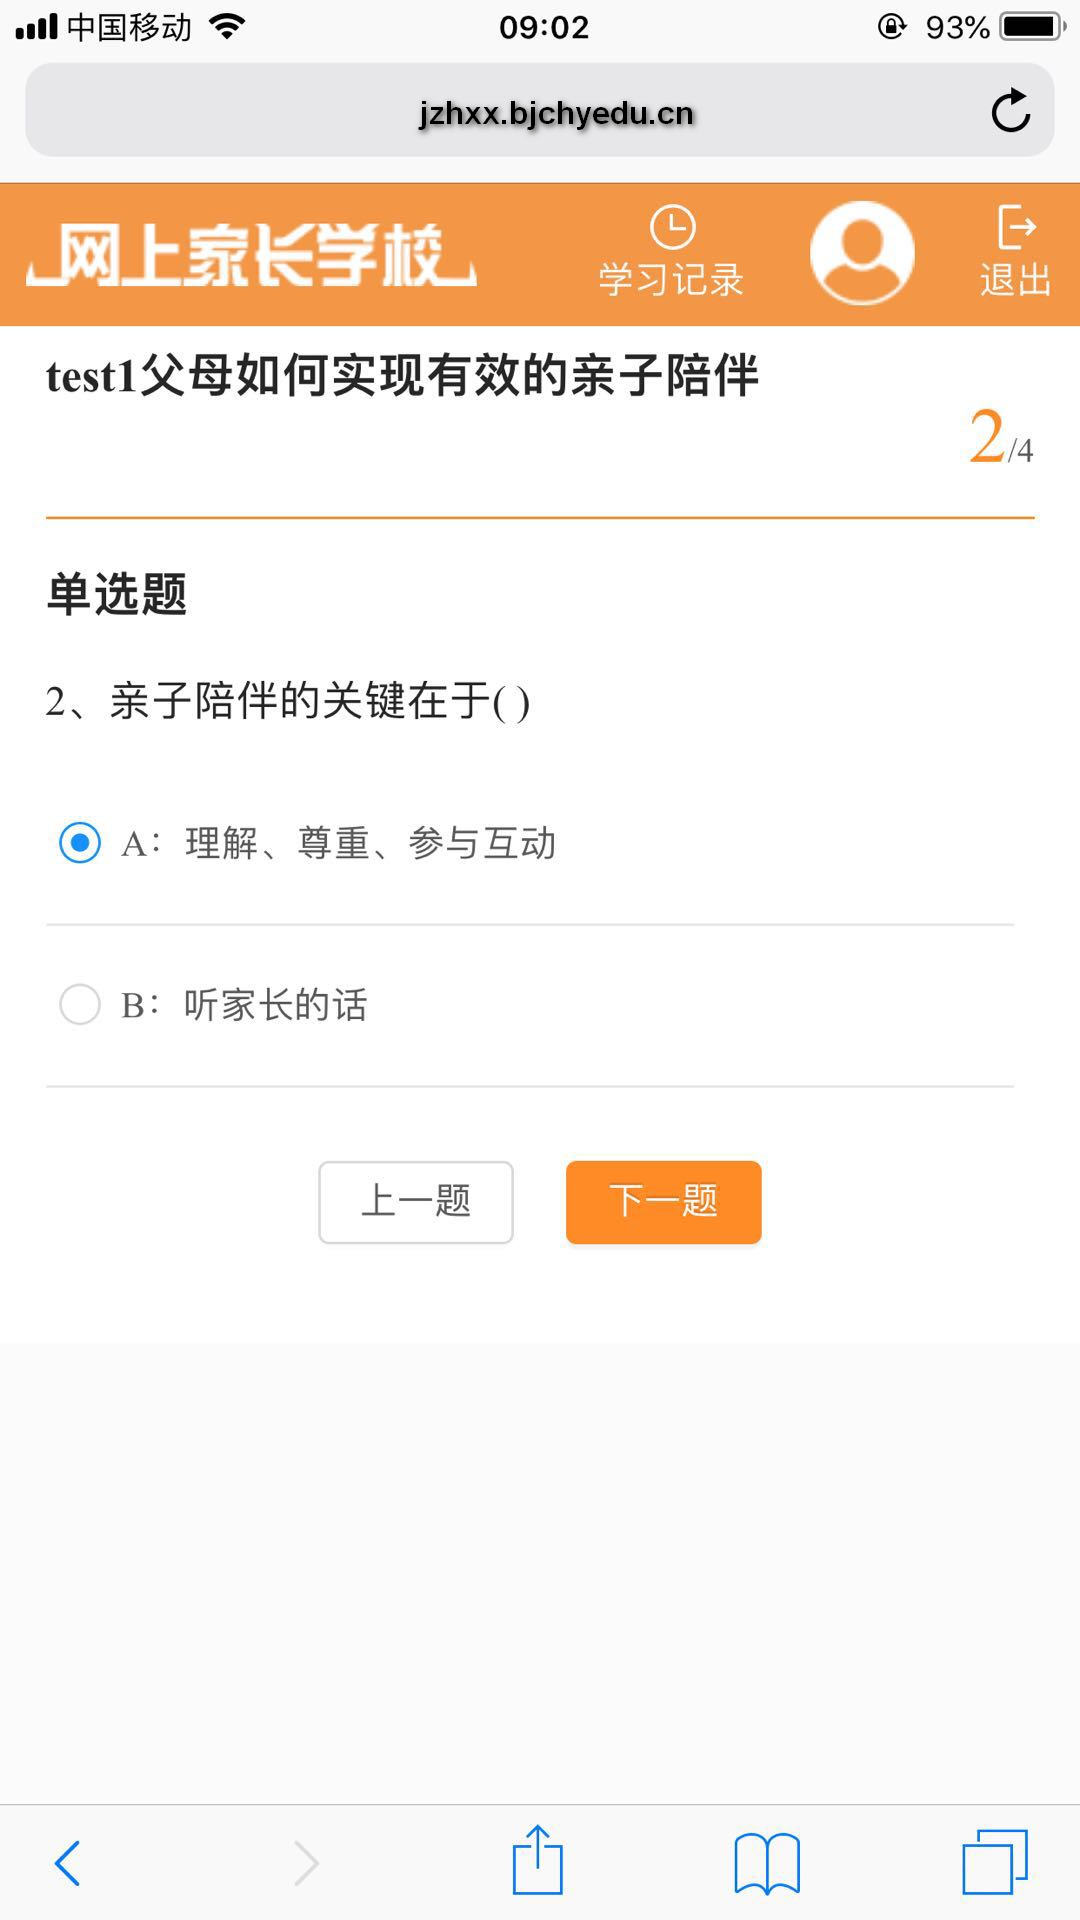 中国移动 09:02 93%
jzhxx.bjchyedu.cn
网上家长学校 学习记录 退出
test1父母如何实现有效的亲子陪伴
2/4
单选题
2、亲子陪伴的关键在于( )
A：理解、尊重、参与互动
B：听家长的话
上一题 下一题